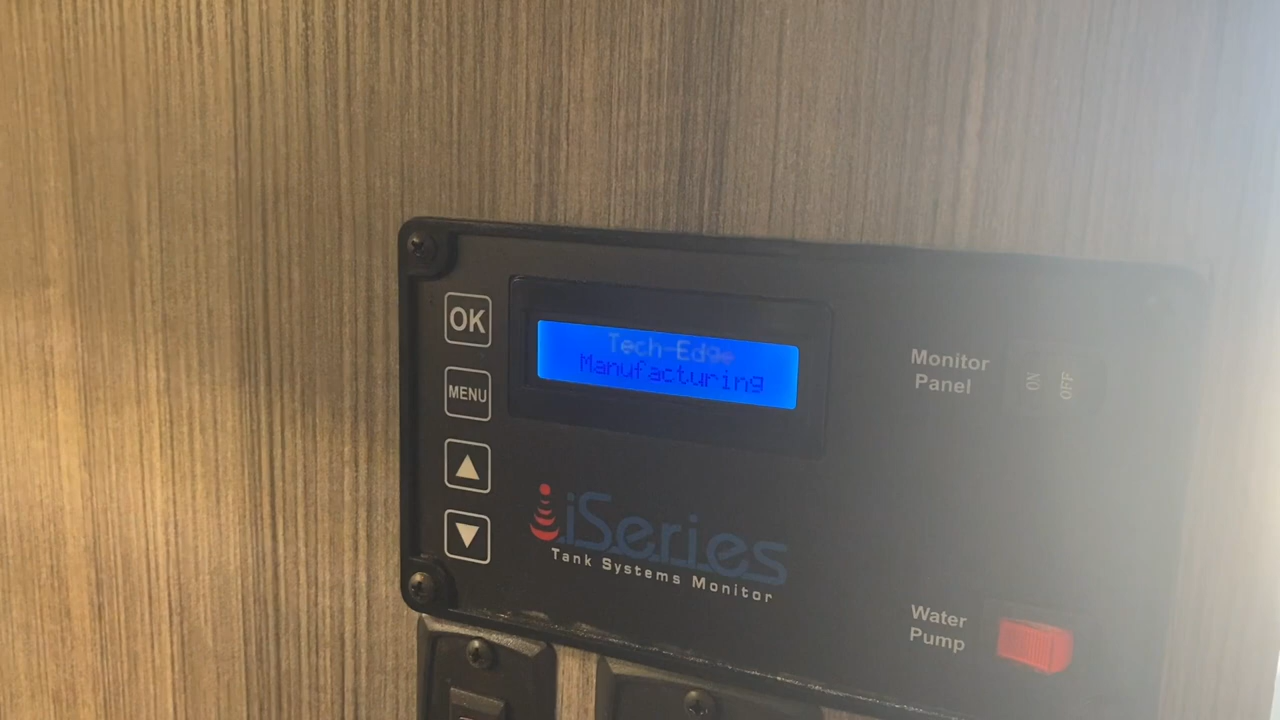 OK
MENU
Tech-Edge
Manufacturing
iSeries
Tank Systems Monitor
Monitor
Panel
ON
OFF
Water
Pump